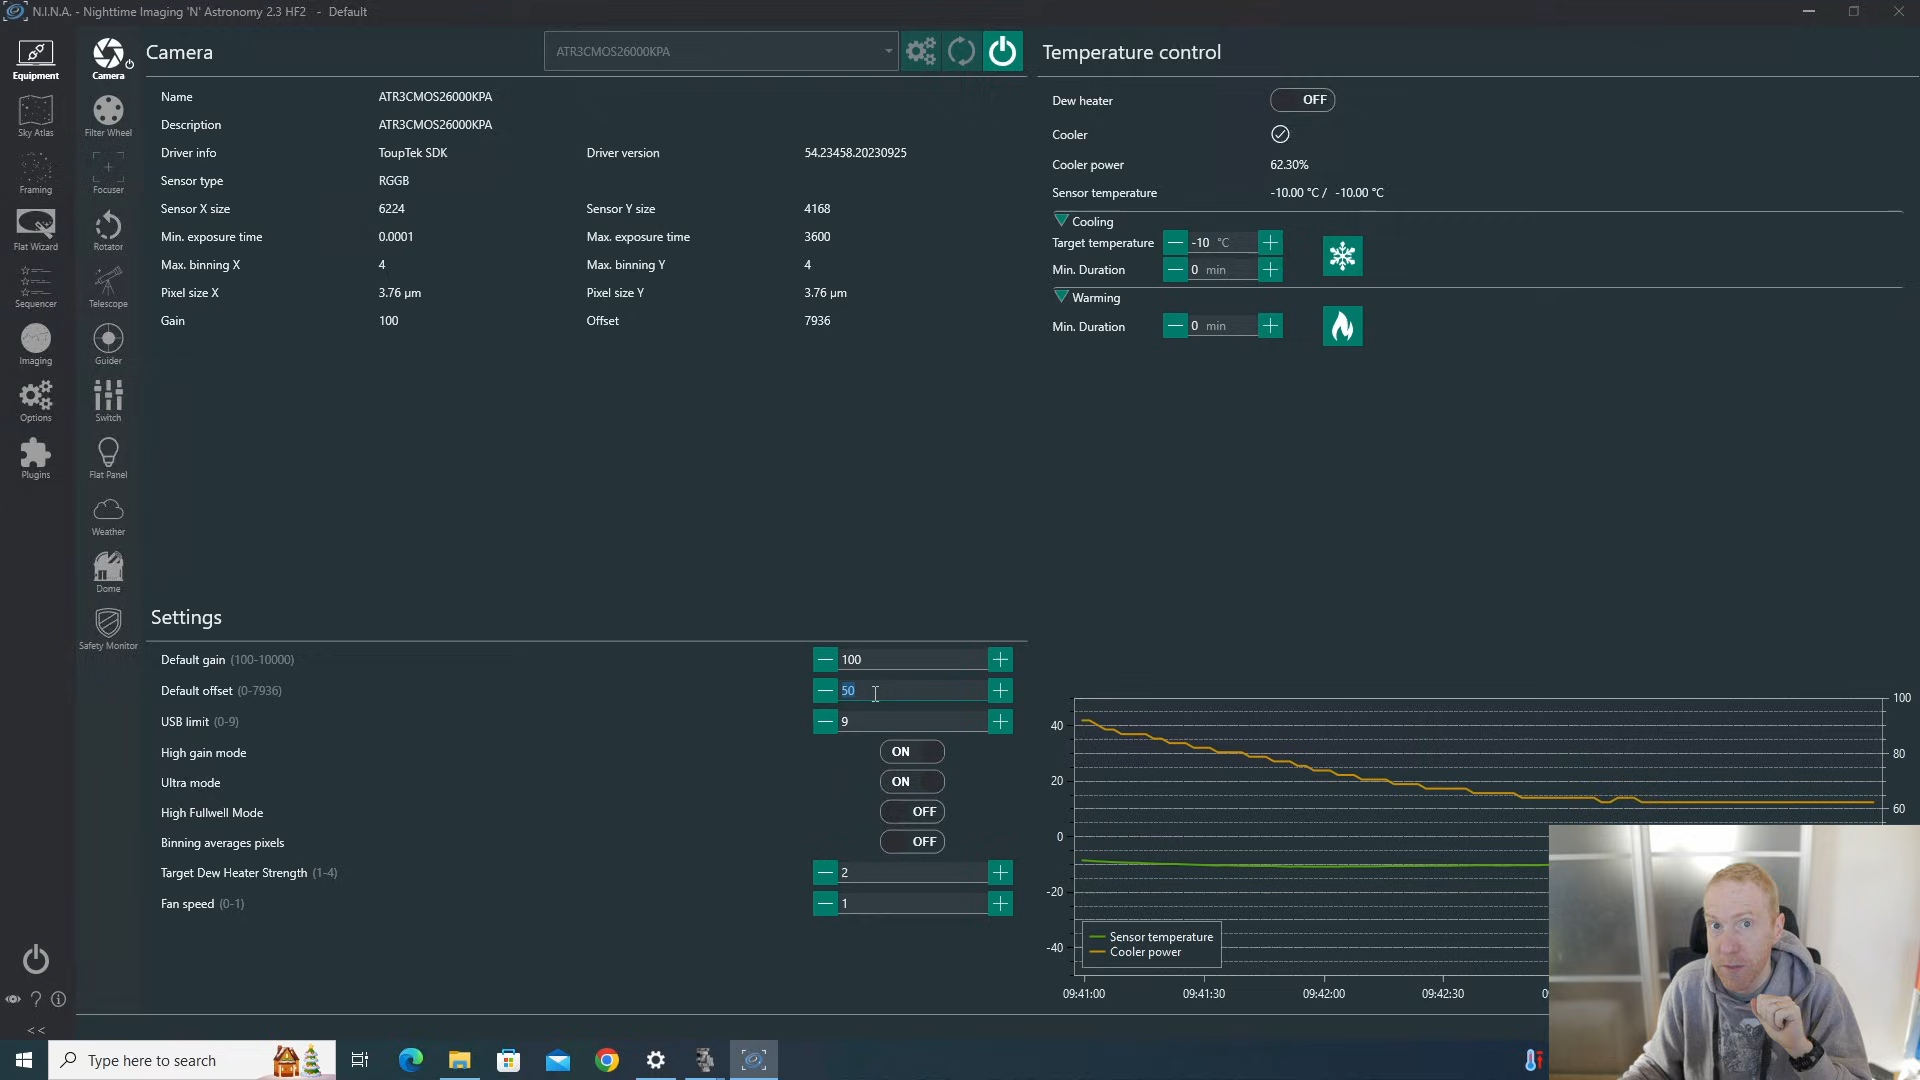 N.I.N.A. - Nighttime Imaging 'N' Astronomy 2.3 HF2 - Default
Equipment
Sky Atlas
Framing
Flat Wizard
Sequencer
Imaging
Options
Plugins
Camera
Filter Wheel
Focuser
Rotator
Telescope
Guider
Switch
Flat Panel
Weather
Dome
Safety Monitor
Camera
ATR3CMOS26000KPA
Name ATR3CMOS26000KPA
Description ATR3CMOS26000KPA
Driver info ToupTek SDK Driver version 54.23458.20230925
Sensor type RGGB
Sensor X size 6224 Sensor Y size 4168
Min. exposure time 0.0001 Max. exposure time 3600
Max. binning X 4 Max. binning Y 4
Pixel size X 3.76 µm Pixel size Y 3.76 µm
Gain 100 Offset 7936
Settings
Default gain (100-10000) 100
Default offset (0-7936) 50
USB limit (0-9) 9
High gain mode ON
Ultra mode ON
High Fullwell Mode OFF
Binning averages pixels OFF
Target Dew Heater Strength (1-4) 2
Fan speed (0-1) 1
Temperature control
Dew heater OFF
Cooler
Cooler power 62.30%
Sensor temperature -10.00 °C / -10.00 °C
Cooling
Target temperature -10 °C
Min. Duration 0 min
Warming
Min. Duration 0 min
100
40
80
20
60
0
-20
-40
Sensor temperature
Cooler power
09:41:00 09:41:30 09:42:00 09:42:30 0
? i
<<
Type here to search